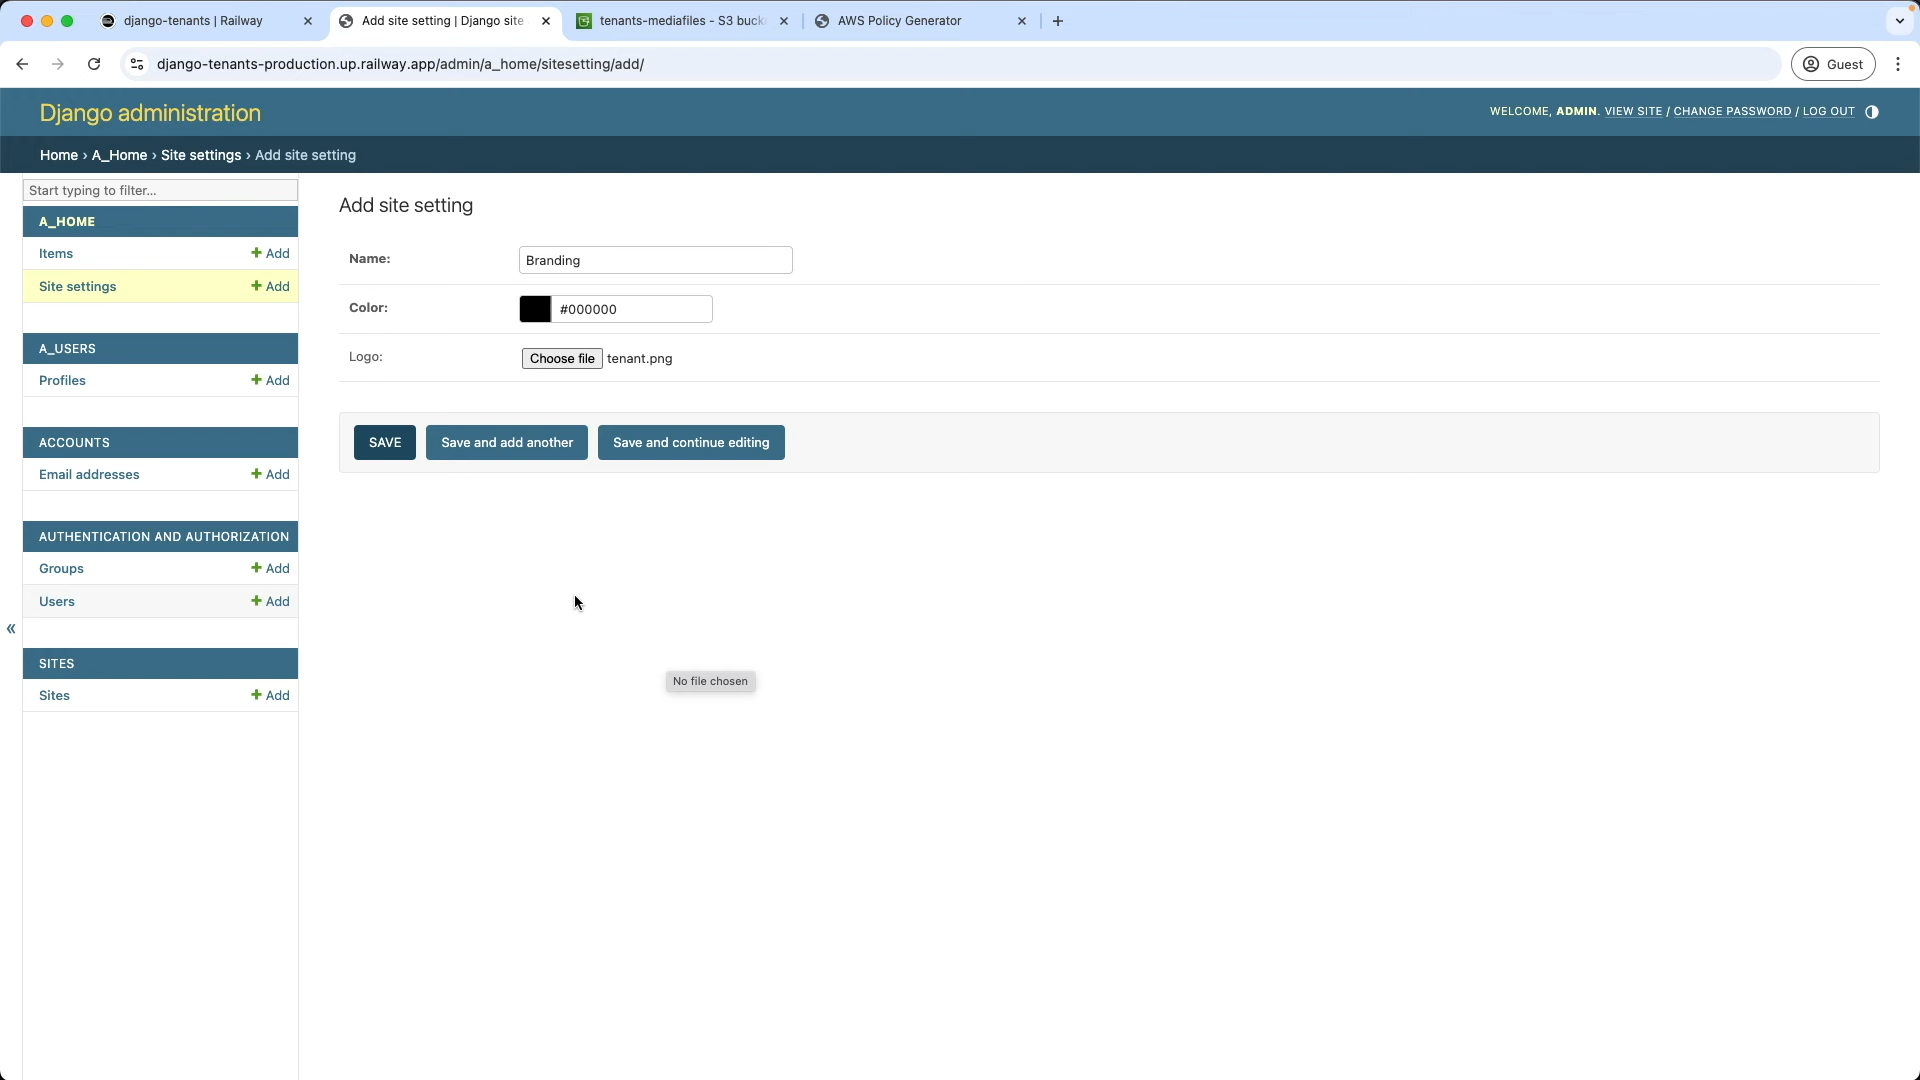 django-tenants | Railway
Add site setting | Django site
tenants-mediafiles - S3 buck
AWS Policy Generator
django-tenants-production.up.railway.app/admin/a_home/sitesetting/add/
Guest
Django administration
WELCOME, ADMIN. VIEW SITE / CHANGE PASSWORD / LOG OUT
Home › A_Home › Site settings › Add site setting
Start typing to filter...
A_HOME
Items
Add
Site settings
Add
A_USERS
Profiles
Add
ACCOUNTS
Email addresses
Add
AUTHENTICATION AND AUTHORIZATION
Groups
Add
Users
Add
SITES
Sites
Add
«
Add site setting
Name:
Branding
Color:
#000000
Logo:
Choose file tenant.png
SAVE
Save and add another
Save and continue editing
No file chosen